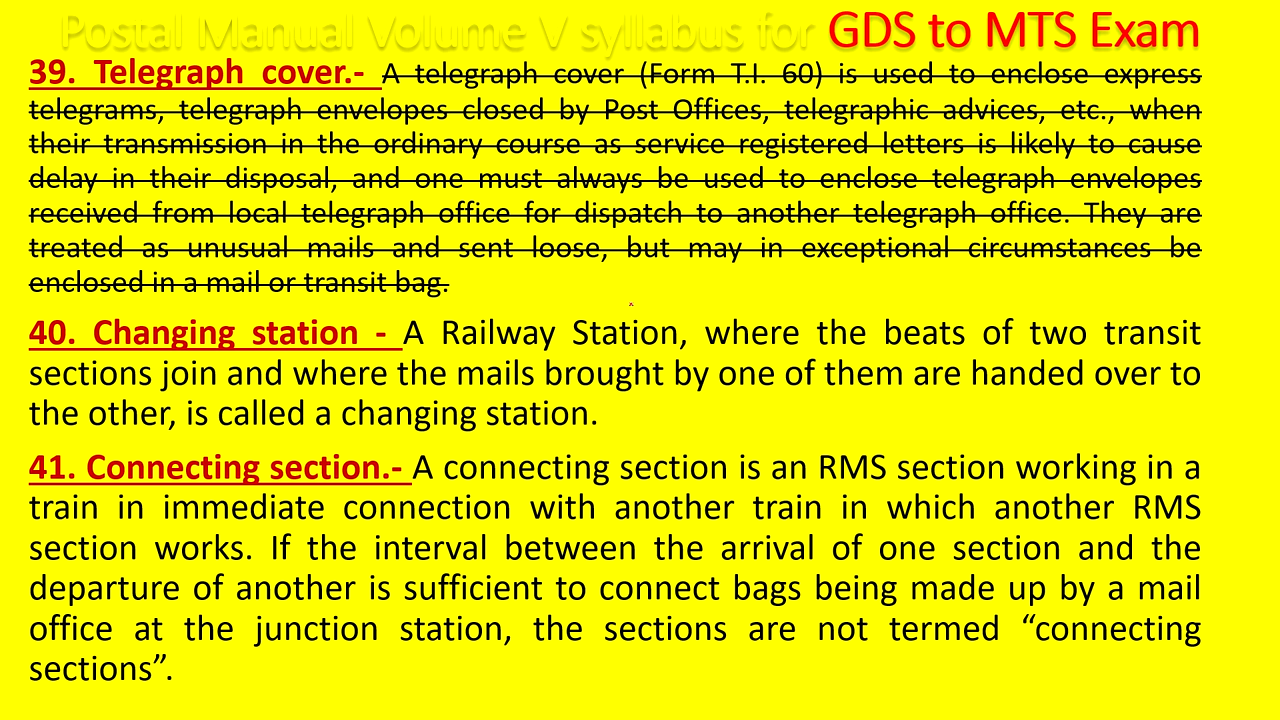 Postal Manual Volume V syllabus for GDS to MTS Exam
39. Telegraph cover.- A telegraph cover (Form T.I. 60) is used to enclose express
telegrams, telegraph envelopes closed by Post Offices, telegraphic advices, etc., when
their transmission in the ordinary course as service registered letters is likely to cause
delay in their disposal, and one must always be used to enclose telegraph envelopes
received from local telegraph office for dispatch to another telegraph office. They are
treated as unusual mails and sent loose, but may in exceptional circumstances be
enclosed in a mail or transit bag.
40. Changing station - A Railway Station, where the beats of two transit
sections join and where the mails brought by one of them are handed over to
the other, is called a changing station.
41. Connecting section.- A connecting section is an RMS section working in a
train in immediate connection with another train in which another RMS
section works. If the interval between the arrival of one section and the
departure of another is sufficient to connect bags being made up by a mail
office at the junction station, the sections are not termed “connecting
sections”.